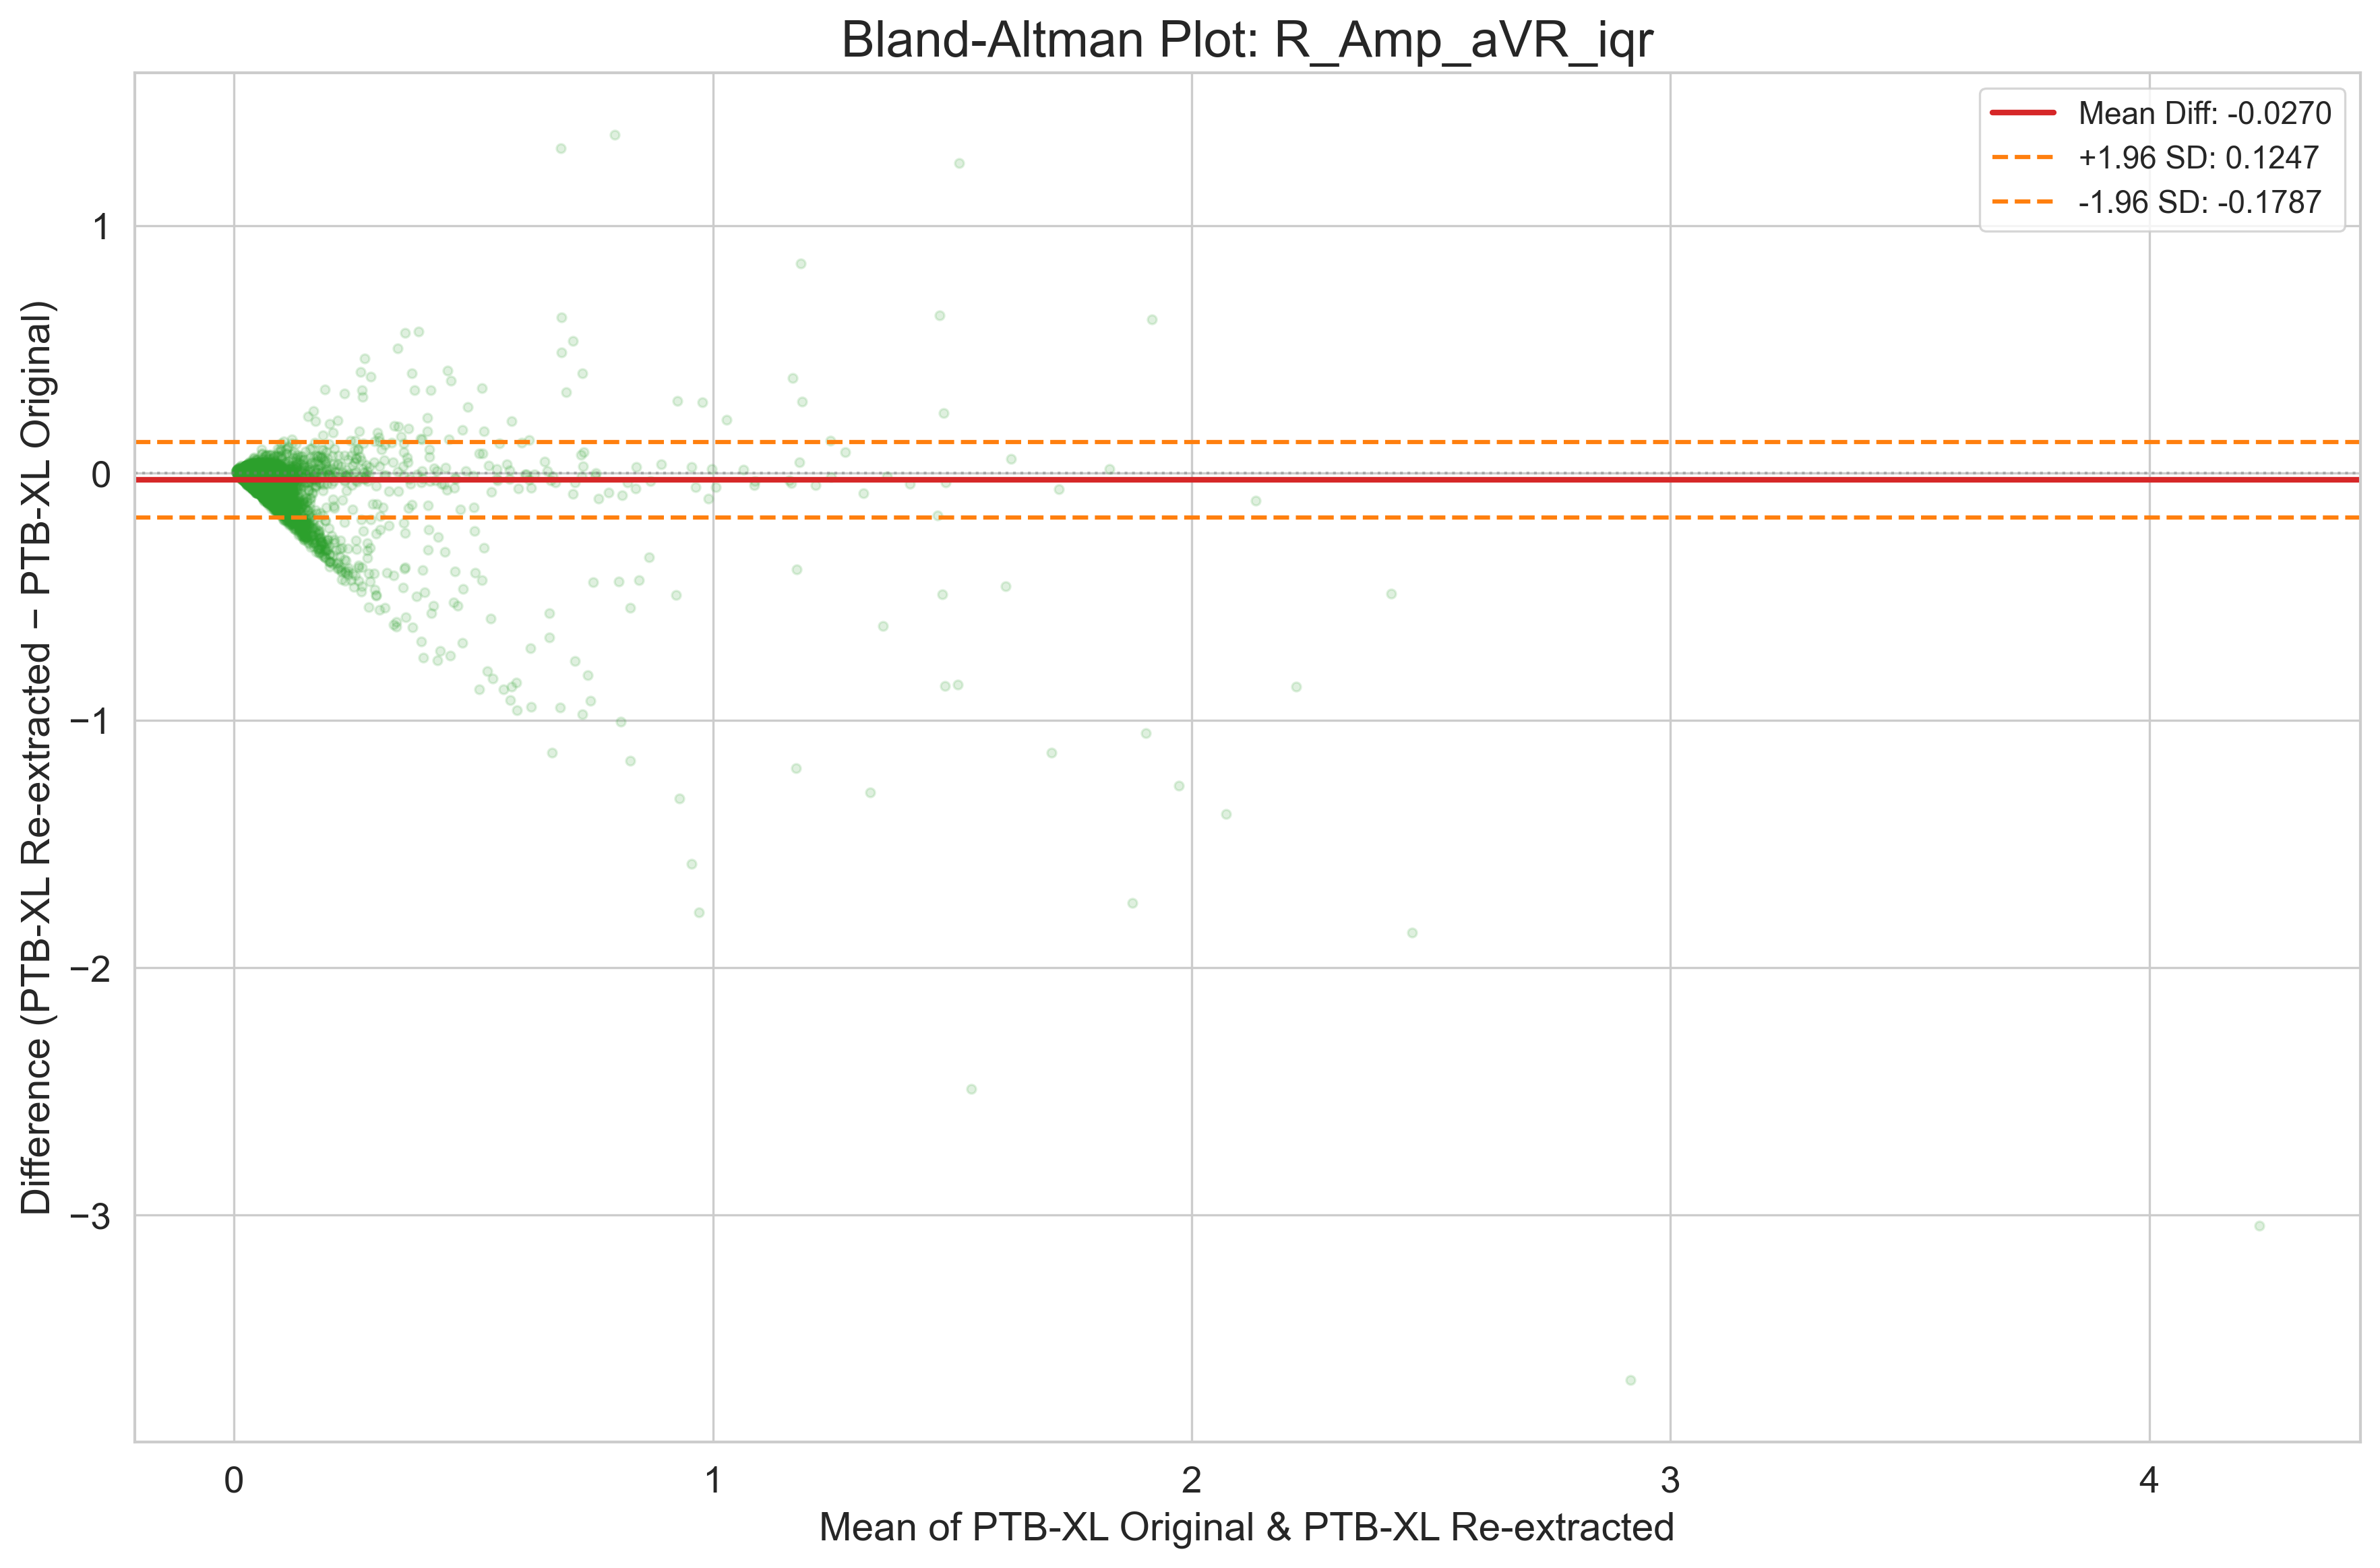 Bland-Altman Plot: R_Amp_aVR_iqr
Mean Diff: -0.0270
+1.96 SD: 0.1247
-1.96 SD: -0.1787
Difference (PTB-XL Re-extracted − PTB-XL Original)
1
0
−1
−2
−3
0 1 2 3 4
Mean of PTB-XL Original & PTB-XL Re-extracted